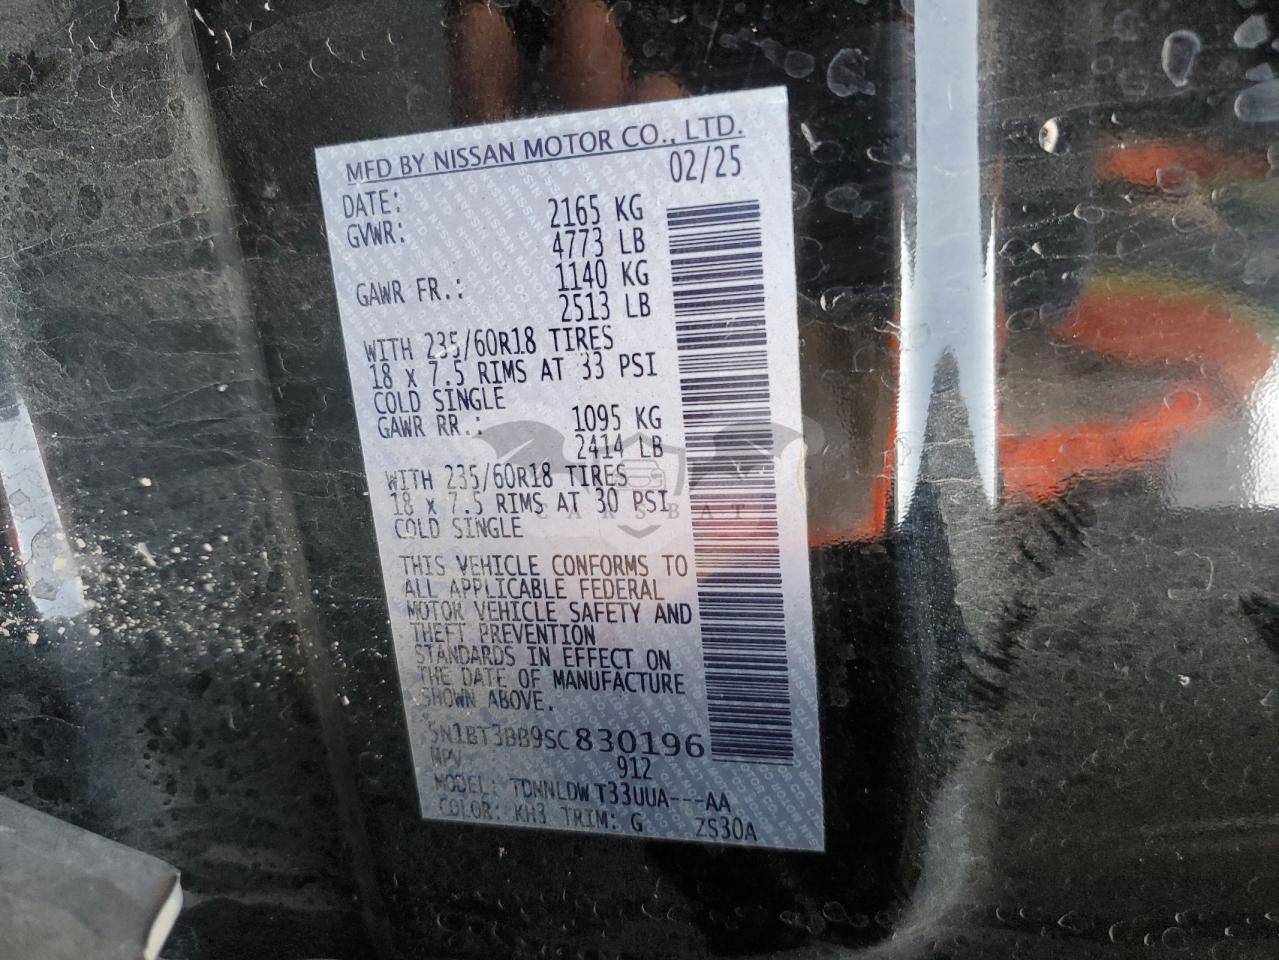 MFD BY NISSAN MOTOR CO., LTD.
DATE: 02/25
GVWR: 2165 KG
4773 LB
GAWR FR.: 1140 KG
2513 LB
WITH 235/60R18 TIRES
18 x 7.5 RIMS AT 33 PSI
COLD SINGLE
GAWR RR.: 1095 KG
2414 LB
WITH 235/60R18 TIRES
18 x 7.5 RIMS AT 30 PSI
COLD SINGLE
CARSBAT
THIS VEHICLE CONFORMS TO
ALL APPLICABLE FEDERAL
MOTOR VEHICLE SAFETY AND
THEFT PREVENTION
STANDARDS IN EFFECT ON
THE DATE OF MANUFACTURE
SHOWN ABOVE.
5N1BT3BB9SC830196
MPV 912
MODEL: TDNNLDWT33UUA---AA
COLOR: KH3 TRIM: G ZS30A